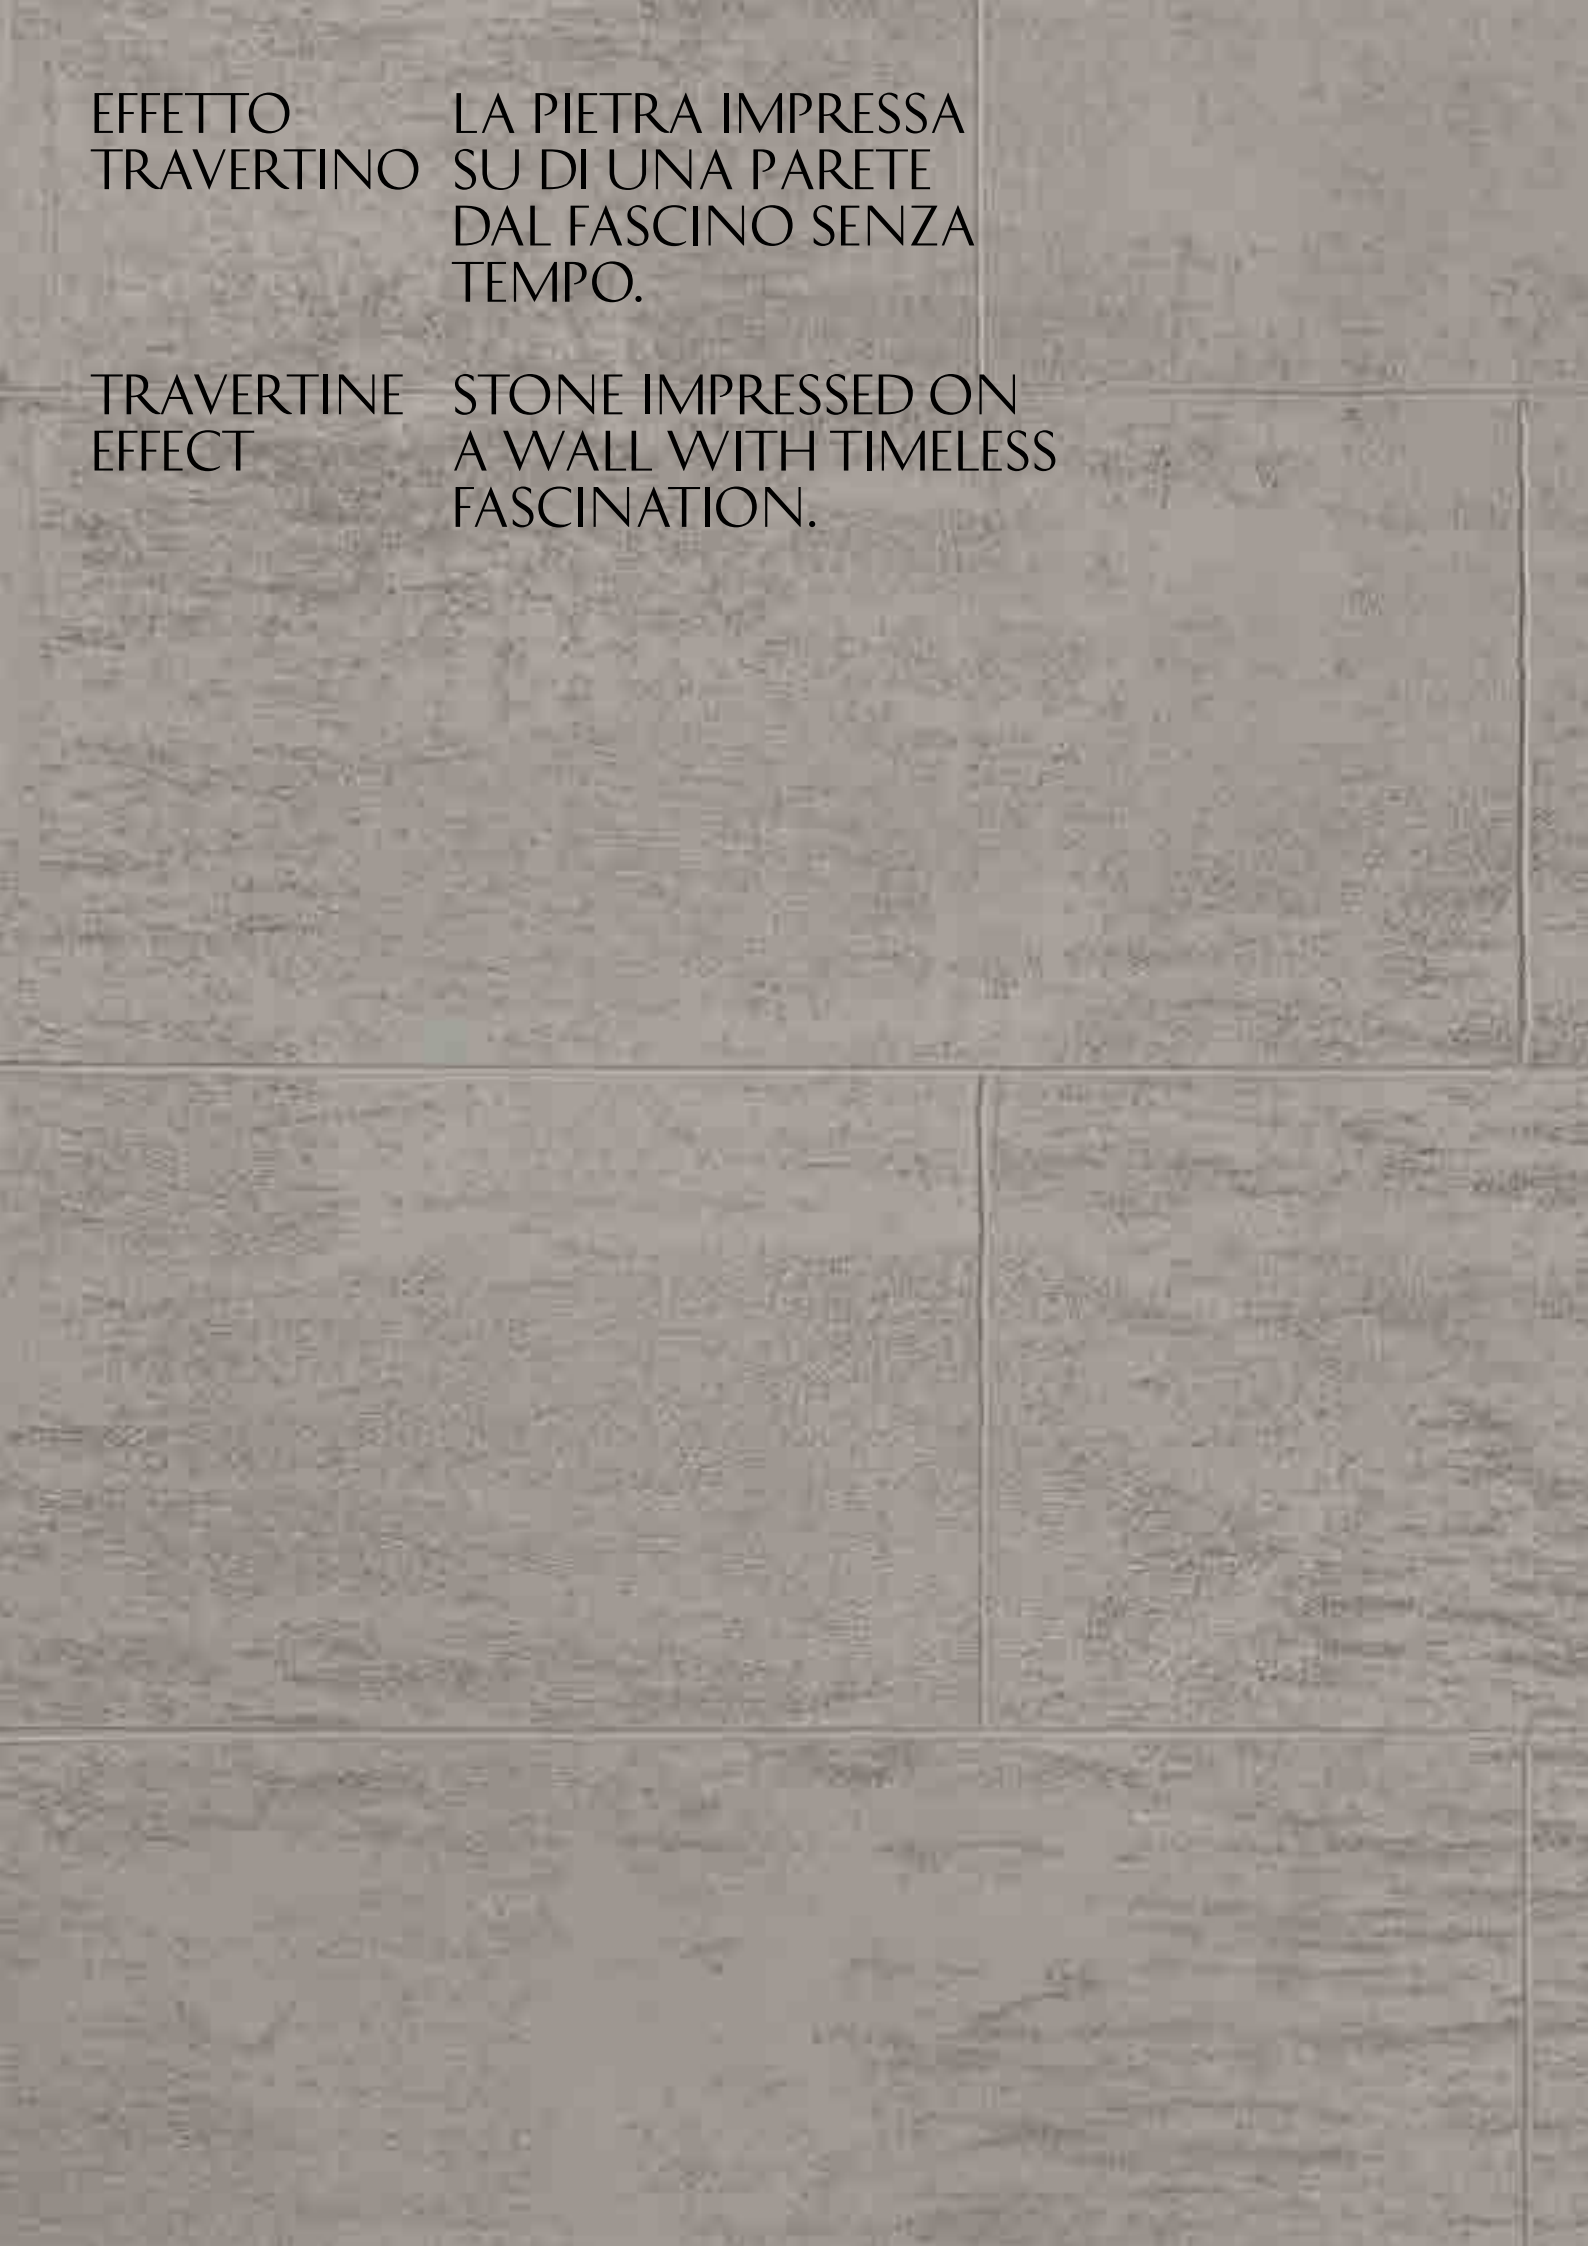 EFFETTO
TRAVERTINO
LA PIETRA IMPRESSA
SU DI UNA PARETE
DAL FASCINO SENZA
TEMPO.
TRAVERTINE
EFFECT
STONE IMPRESSED ON
A WALL WITH TIMELESS
FASCINATION.